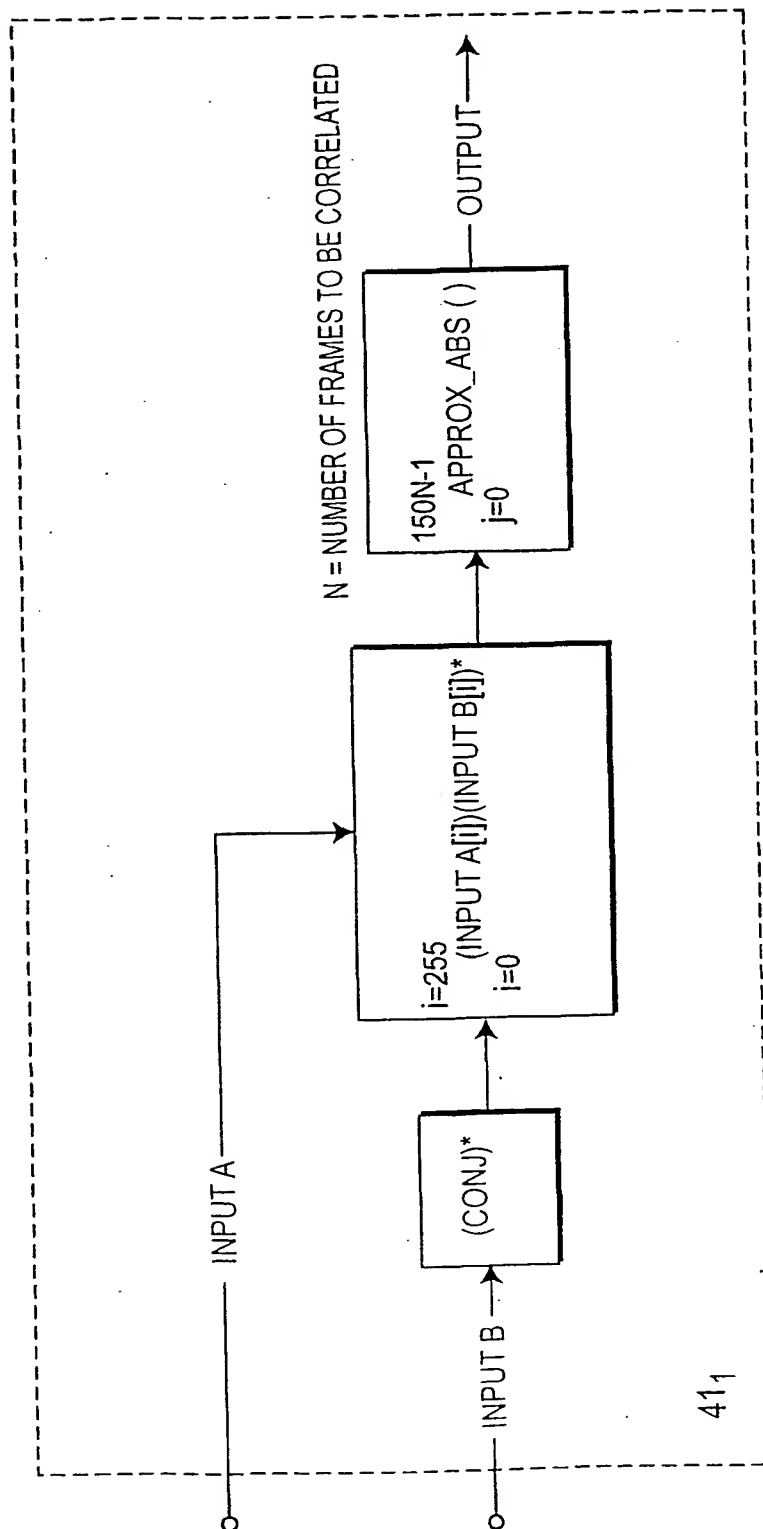 INPUT A
N = NUMBER OF FRAMES TO BE CORRELATED
INPUT B
(CONJ)*
i=255
(INPUT A[i])(INPUT B[i])*
i=0
150N-1
APPROX_ABS ( )
j=0
OUTPUT
41₁